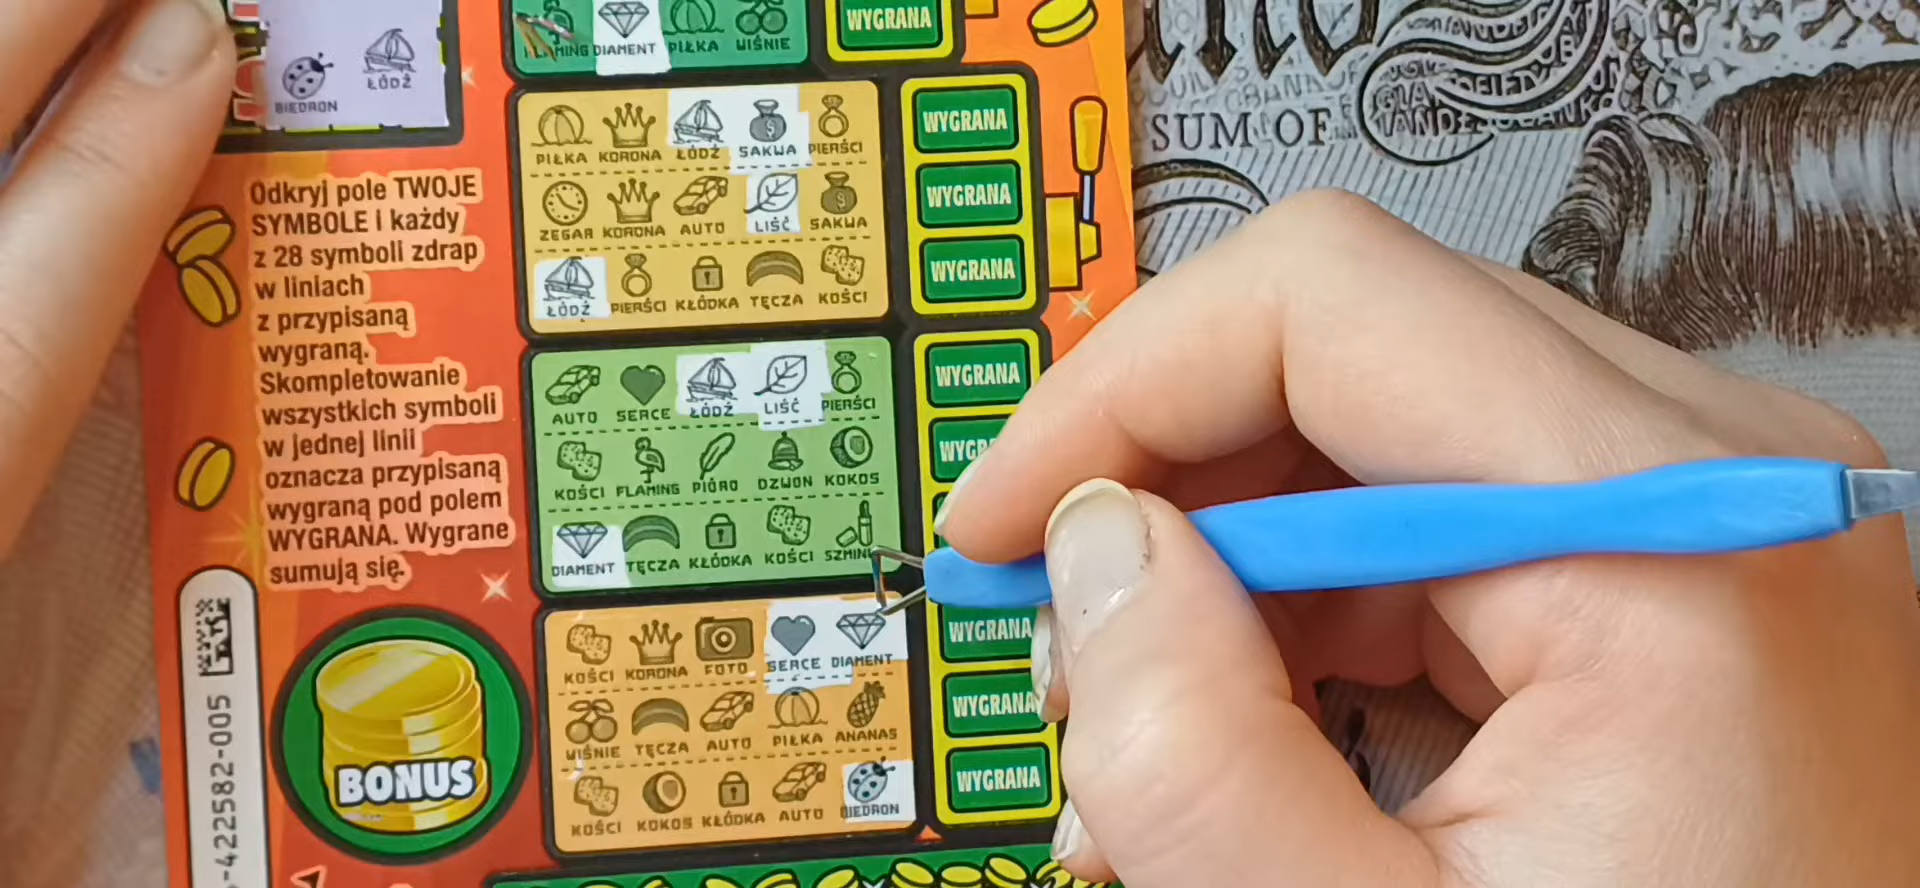 BIEDRON ŁÓDŹ
DIAMENT PIŁKA WIŚNIE
WYGRANA
PIŁKA KORONA ŁÓDŹ SAKWA PIERŚCI
WYGRANA
ZEGAR KORONA AUTO LIŚĆ SAKWA
WYGRANA
ŁÓDŹ PIERŚCI KŁÓDKA TĘCZA KOŚCI
WYGRANA
AUTO SERCE ŁÓDŹ LIŚĆ PIERŚCI
WYGRANA
KOŚCI FLAMING PIÓRO DZWON KOKOS
DIAMENT TĘCZA KŁÓDKA KOŚCI
KOŚCI KORONA FOTO SERCE DIAMENT
WYGRANA
WIŚNIE TĘCZA AUTO PIŁKA ANANAS
WYGRANA
KOŚCI KOKOS KŁÓDKA AUTO BIEDRON
WYGRANA
Odkryj pole TWOJE
SYMBOLE i każdy
z 28 symboli zdrap
w liniach
z przypisaną
wygraną.
Skompletowanie
wszystkich symboli
w jednej linii
oznacza przypisaną
wygraną pod polem
WYGRANA. Wygrane
sumują się.
BONUS
-422582-005
SUM OF